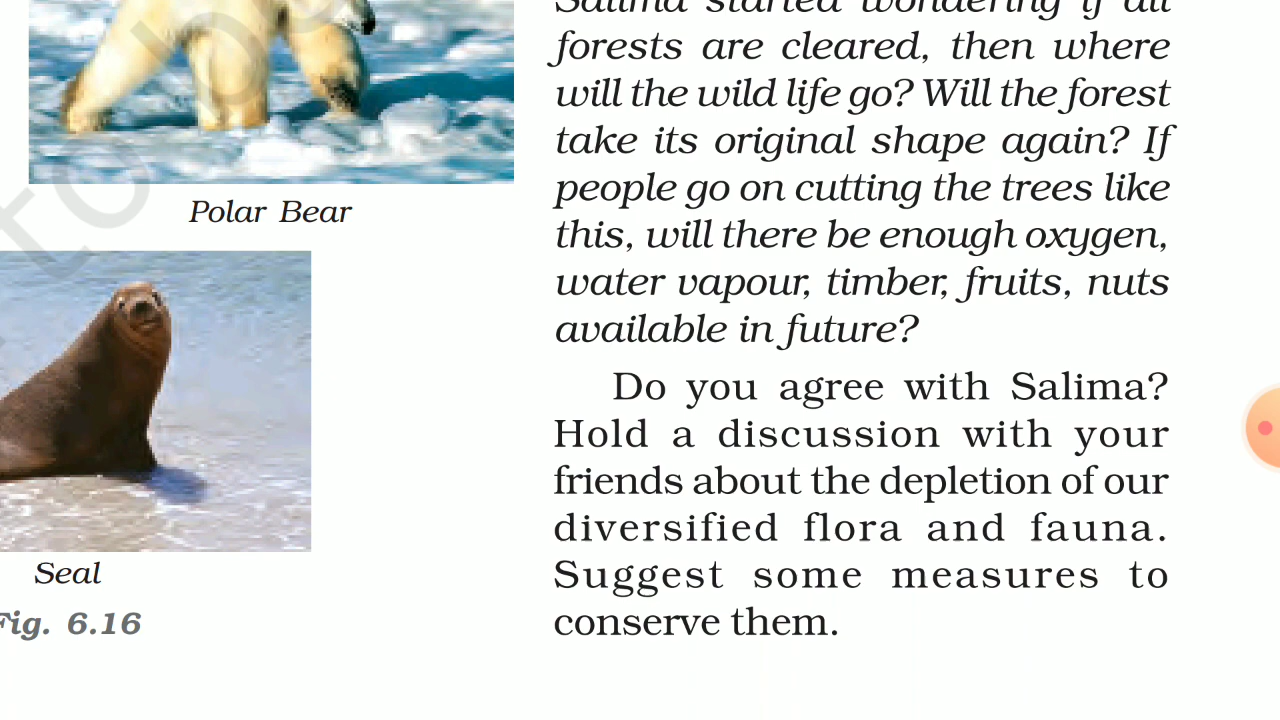 Salima started wondering if all
forests are cleared, then where
will the wild life go? Will the forest
take its original shape again? If
people go on cutting the trees like
this, will there be enough oxygen,
water vapour, timber, fruits, nuts
available in future?
Do you agree with Salima?
Hold a discussion with your
friends about the depletion of our
diversified flora and fauna.
Suggest some measures to
conserve them.
Polar Bear
Seal
Fig. 6.16
to b